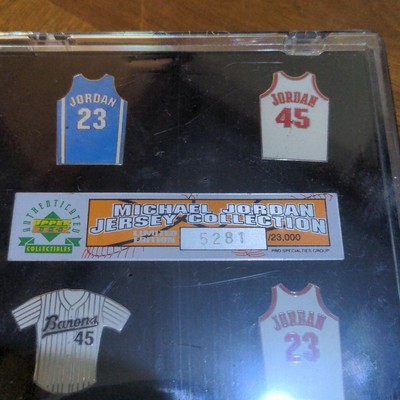 JORDAN
23
JORDAN
45
AUTHENTICATED
UPPER DECK
COLLECTIBLES
MICHAEL JORDAN
JERSEY COLLECTION
LIMITED EDITION 5281 /23,000
PRO SPECIALTIES GROUP
Barons
45
JORDAN
23